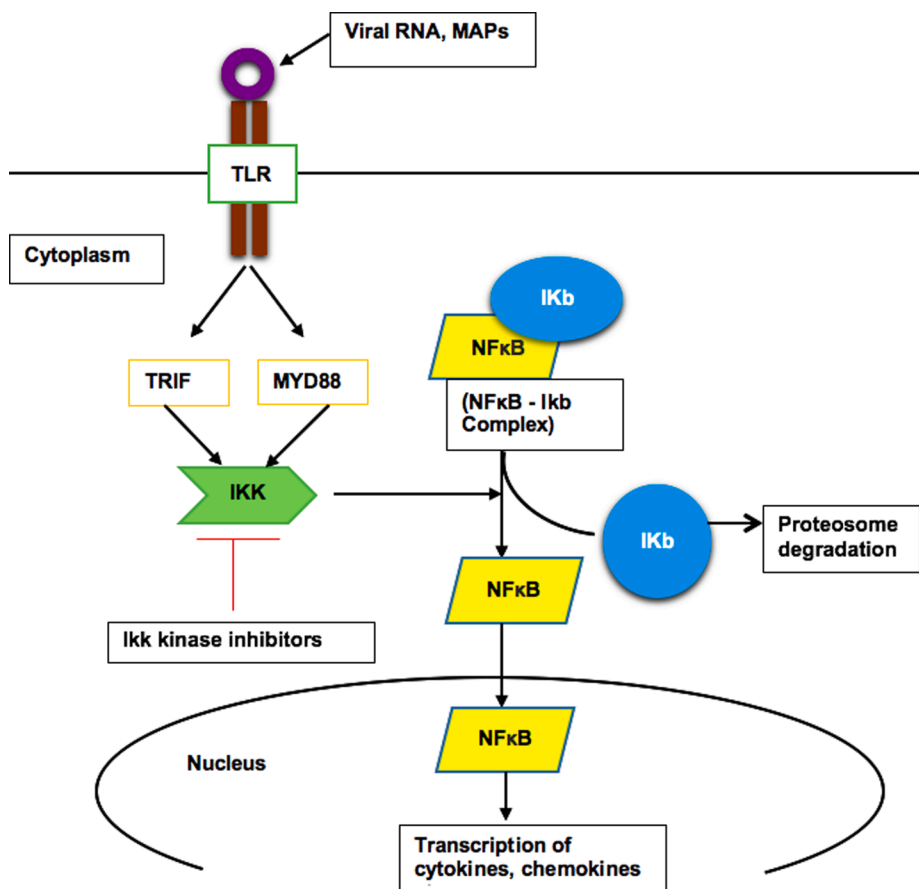 Viral RNA, MAPs
TLR
Cytoplasm
IKb
NFκB
(NFκB - Ikb
Complex)
TRIF
MYD88
IKK
IKb
Proteosome
degradation
NFκB
Ikk kinase inhibitors
NFκB
Nucleus
Transcription of
cytokines, chemokines